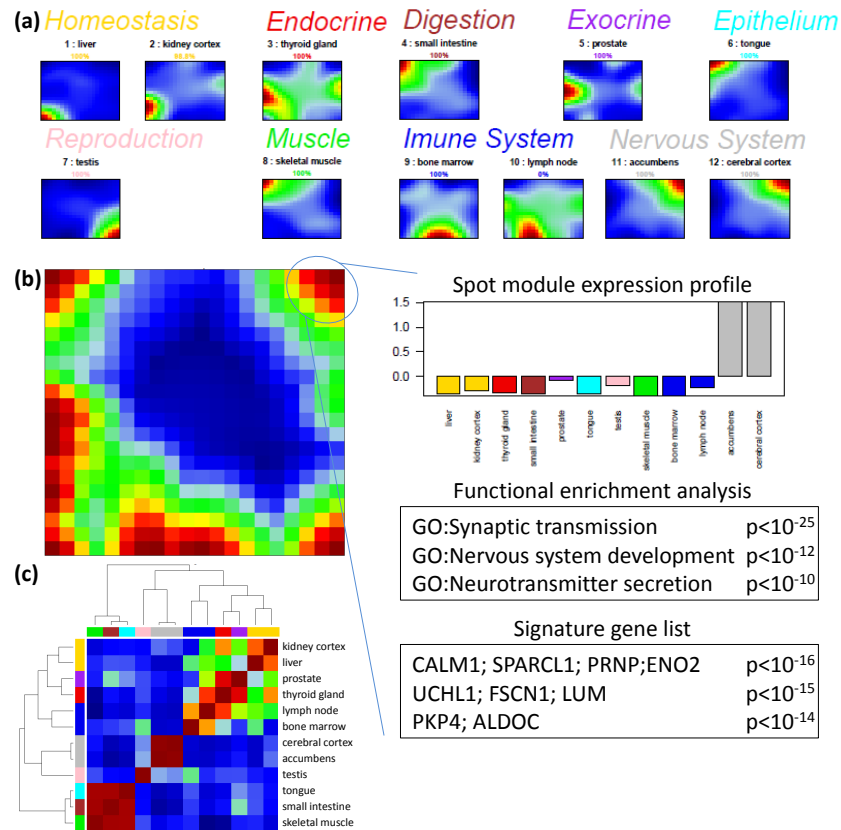 (a) Homeostasis Endocrine Digestion Exocrine Epithelium
1 : liver 2 : kidney cortex 3 : thyroid gland 4 : small intestine 5 : prostate 6 : tongue
100% 100% 100% 100% 100%
Reproduction Muscle Imune System Nervous System
7 : testis 8 : skeletal muscle 9 : bone marrow 10 : lymph node 11 : accumbens 12 : cerebral cortex
100% 100% 100% 0% 100% 100%
(b)
Spot module expression profile
1.5
1.0
0.5
0.0
liver
kidney cortex
thyroid gland
small intestine
prostate
tongue
testis
skeletal muscle
bone marrow
lymph node
accumbens
cerebral cortex
Functional enrichment analysis
GO:Synaptic transmission p<10⁻²⁵
GO:Nervous system development p<10⁻¹²
GO:Neurotransmitter secretion p<10⁻¹⁰
Signature gene list
CALM1; SPARCL1; PRNP;ENO2 p<10⁻¹⁶
UCHL1; FSCN1; LUM p<10⁻¹⁵
PKP4; ALDOC p<10⁻¹⁴
(c)
kidney cortex
liver
prostate
thyroid gland
lymph node
bone marrow
cerebral cortex
accumbens
testis
tongue
small intestine
skeletal muscle